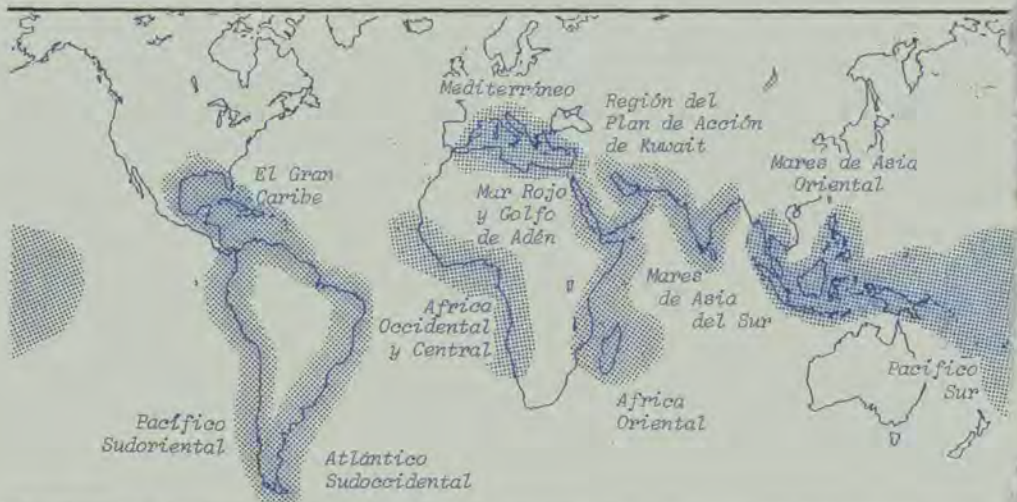 Mediterráneo
Región del
Plan de Acción
de Kuwait
Mares de Asia
Oriental
El Gran
Caribe
Mar Rojo
y Golfo
de Adén
Mares
de Asia
del Sur
Africa
Occidental
y Central
Pacífico
Sur
Africa
Oriental
Pacífico
Sudoriental
Atlántico
Sudoccidental